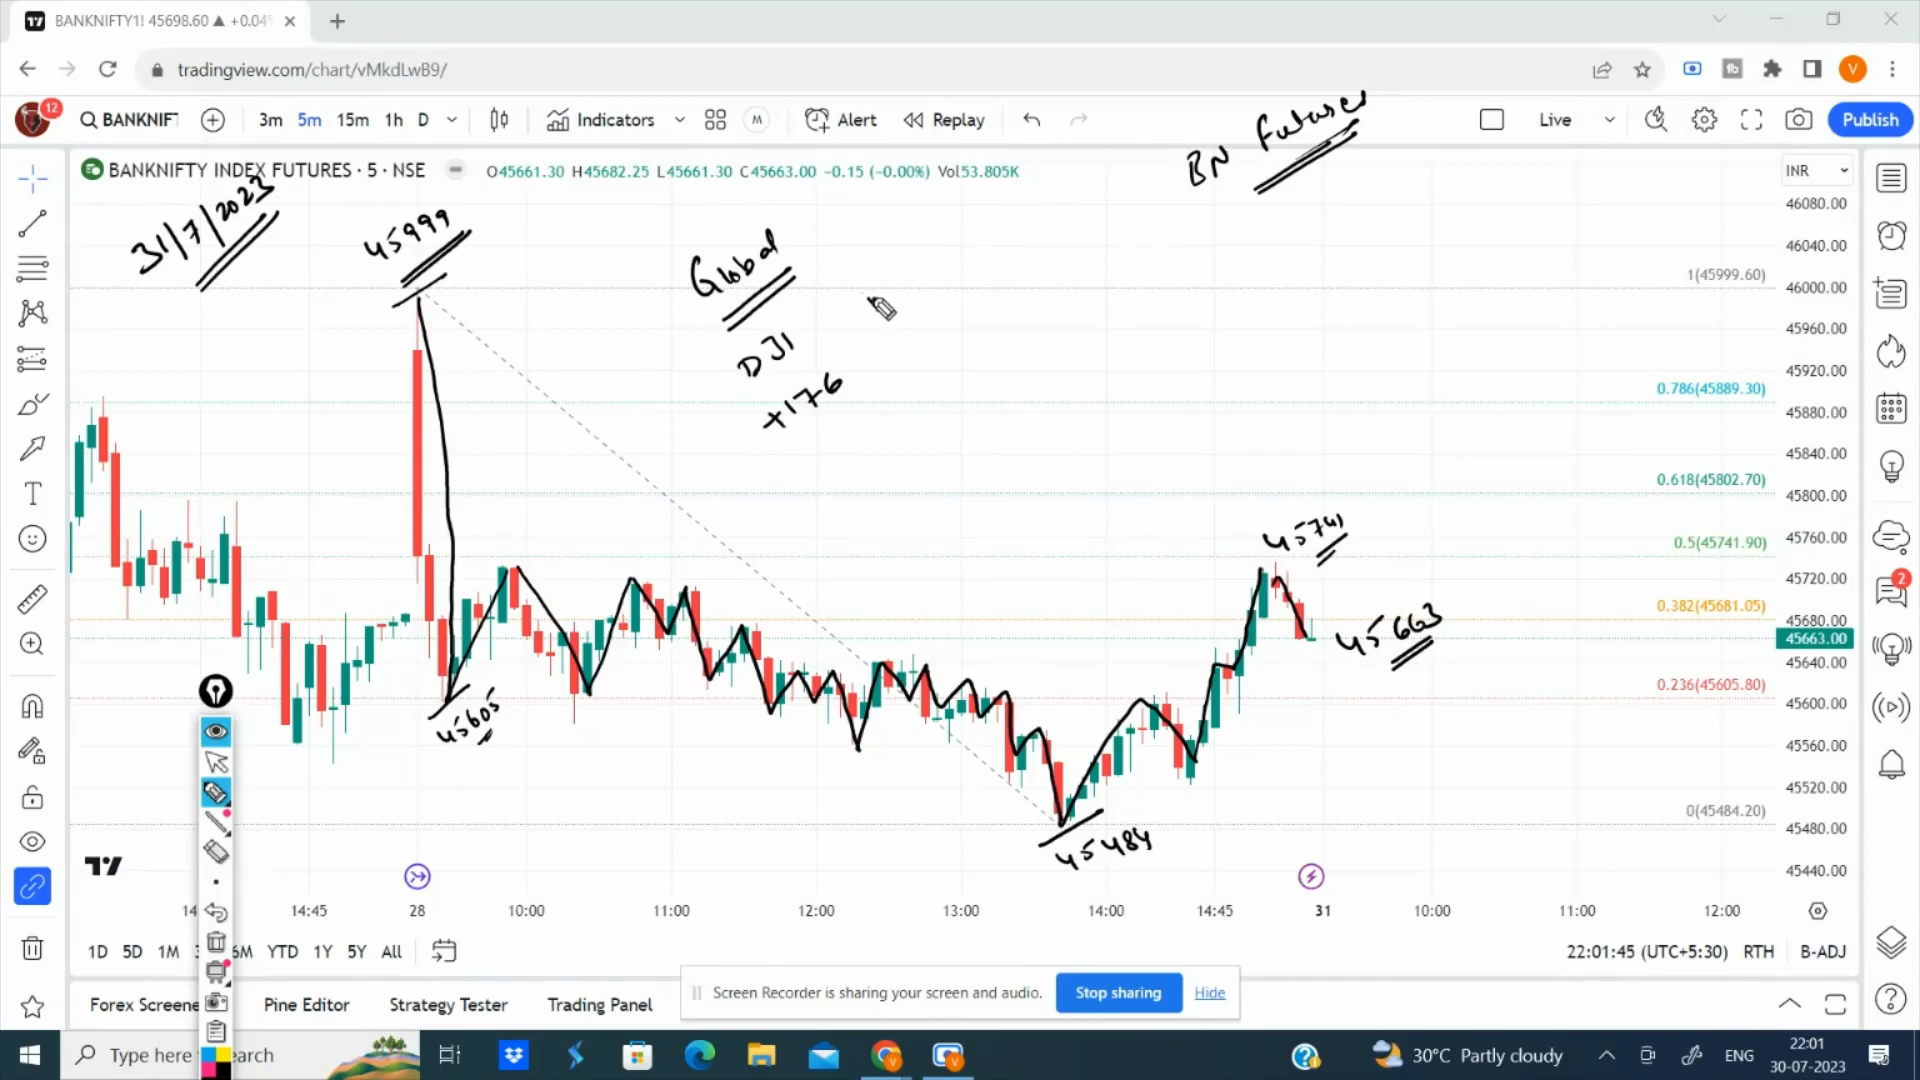 BANKNIFTY1! 45698.60 ▲ +0.04%
tradingview.com/chart/vMkdLwB9/
V
12
BANKNIFT
3m 5m 15m 1h D
Indicators
M
Alert
Replay
Live
Publish
BN Futures
BANKNIFTY INDEX FUTURES · 5 · NSE
O45661.30 H45682.25 L45661.30 C45663.00 −0.15 (−0.00%) Vol53.805K
INR
31/7/2023
45999
Global
DJI
+176
45741
45663
45605
45484
1(45999.60)
0.786(45889.30)
0.618(45802.70)
0.5(45741.90)
0.382(45681.05)
0.236(45605.80)
0(45484.20)
46080.00
46040.00
46000.00
45960.00
45920.00
45880.00
45840.00
45800.00
45760.00
45720.00
45680.00
45663.00
45640.00
45600.00
45560.00
45520.00
45480.00
45440.00
2
14:45 28 10:00 11:00 12:00 13:00 14:00 14:45 31 10:00 11:00 12:00
1D 5D 1M 6M YTD 1Y 5Y All
22:01:45 (UTC+5:30) RTH B-ADJ
Forex Screene Pine Editor Strategy Tester Trading Panel
Screen Recorder is sharing your screen and audio. Stop sharing Hide
Type here earch
30°C Partly cloudy
ENG
22:01
30-07-2023